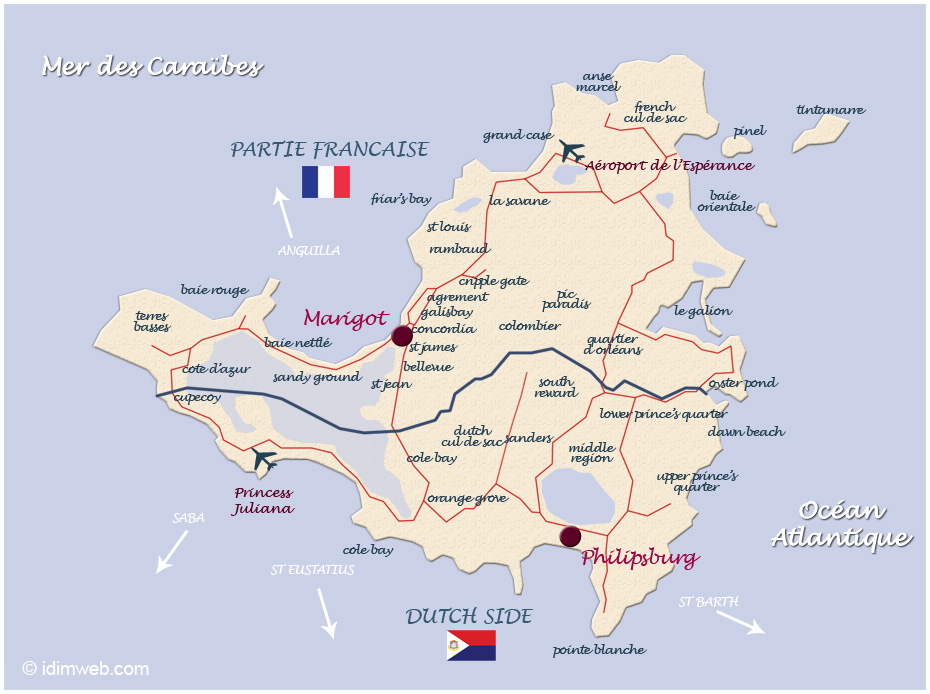 Mer des Caraïbes
anse
marcel
french
cul de sac
tintamarre
pinel
grand case
PARTIE FRANCAISE
Aéroport de l'Espérance
friar's bay
la savane
baie
orientale
st louis
rambaud
ANGUILLA
cripple gate
baie rouge
agrement
pic
paradis
galisbay
le galion
terres
basses
Marigot
concordia
colombier
baie nettlé
st james
quartier
d'orléans
cote d'azur
sandy ground
bellevue
st jean
south
reward
oyster pond
cupecoy
lower prince's quarter
dutch
cul de sac
sanders
dawn beach
middle
region
cole bay
upper prince's
quarter
Princess
Juliana
orange grove
Océan
Atlantique
SABA
cole bay
Philipsburg
ST EUSTATIUS
ST BARTH
DUTCH SIDE
pointe blanche
© idimweb.com